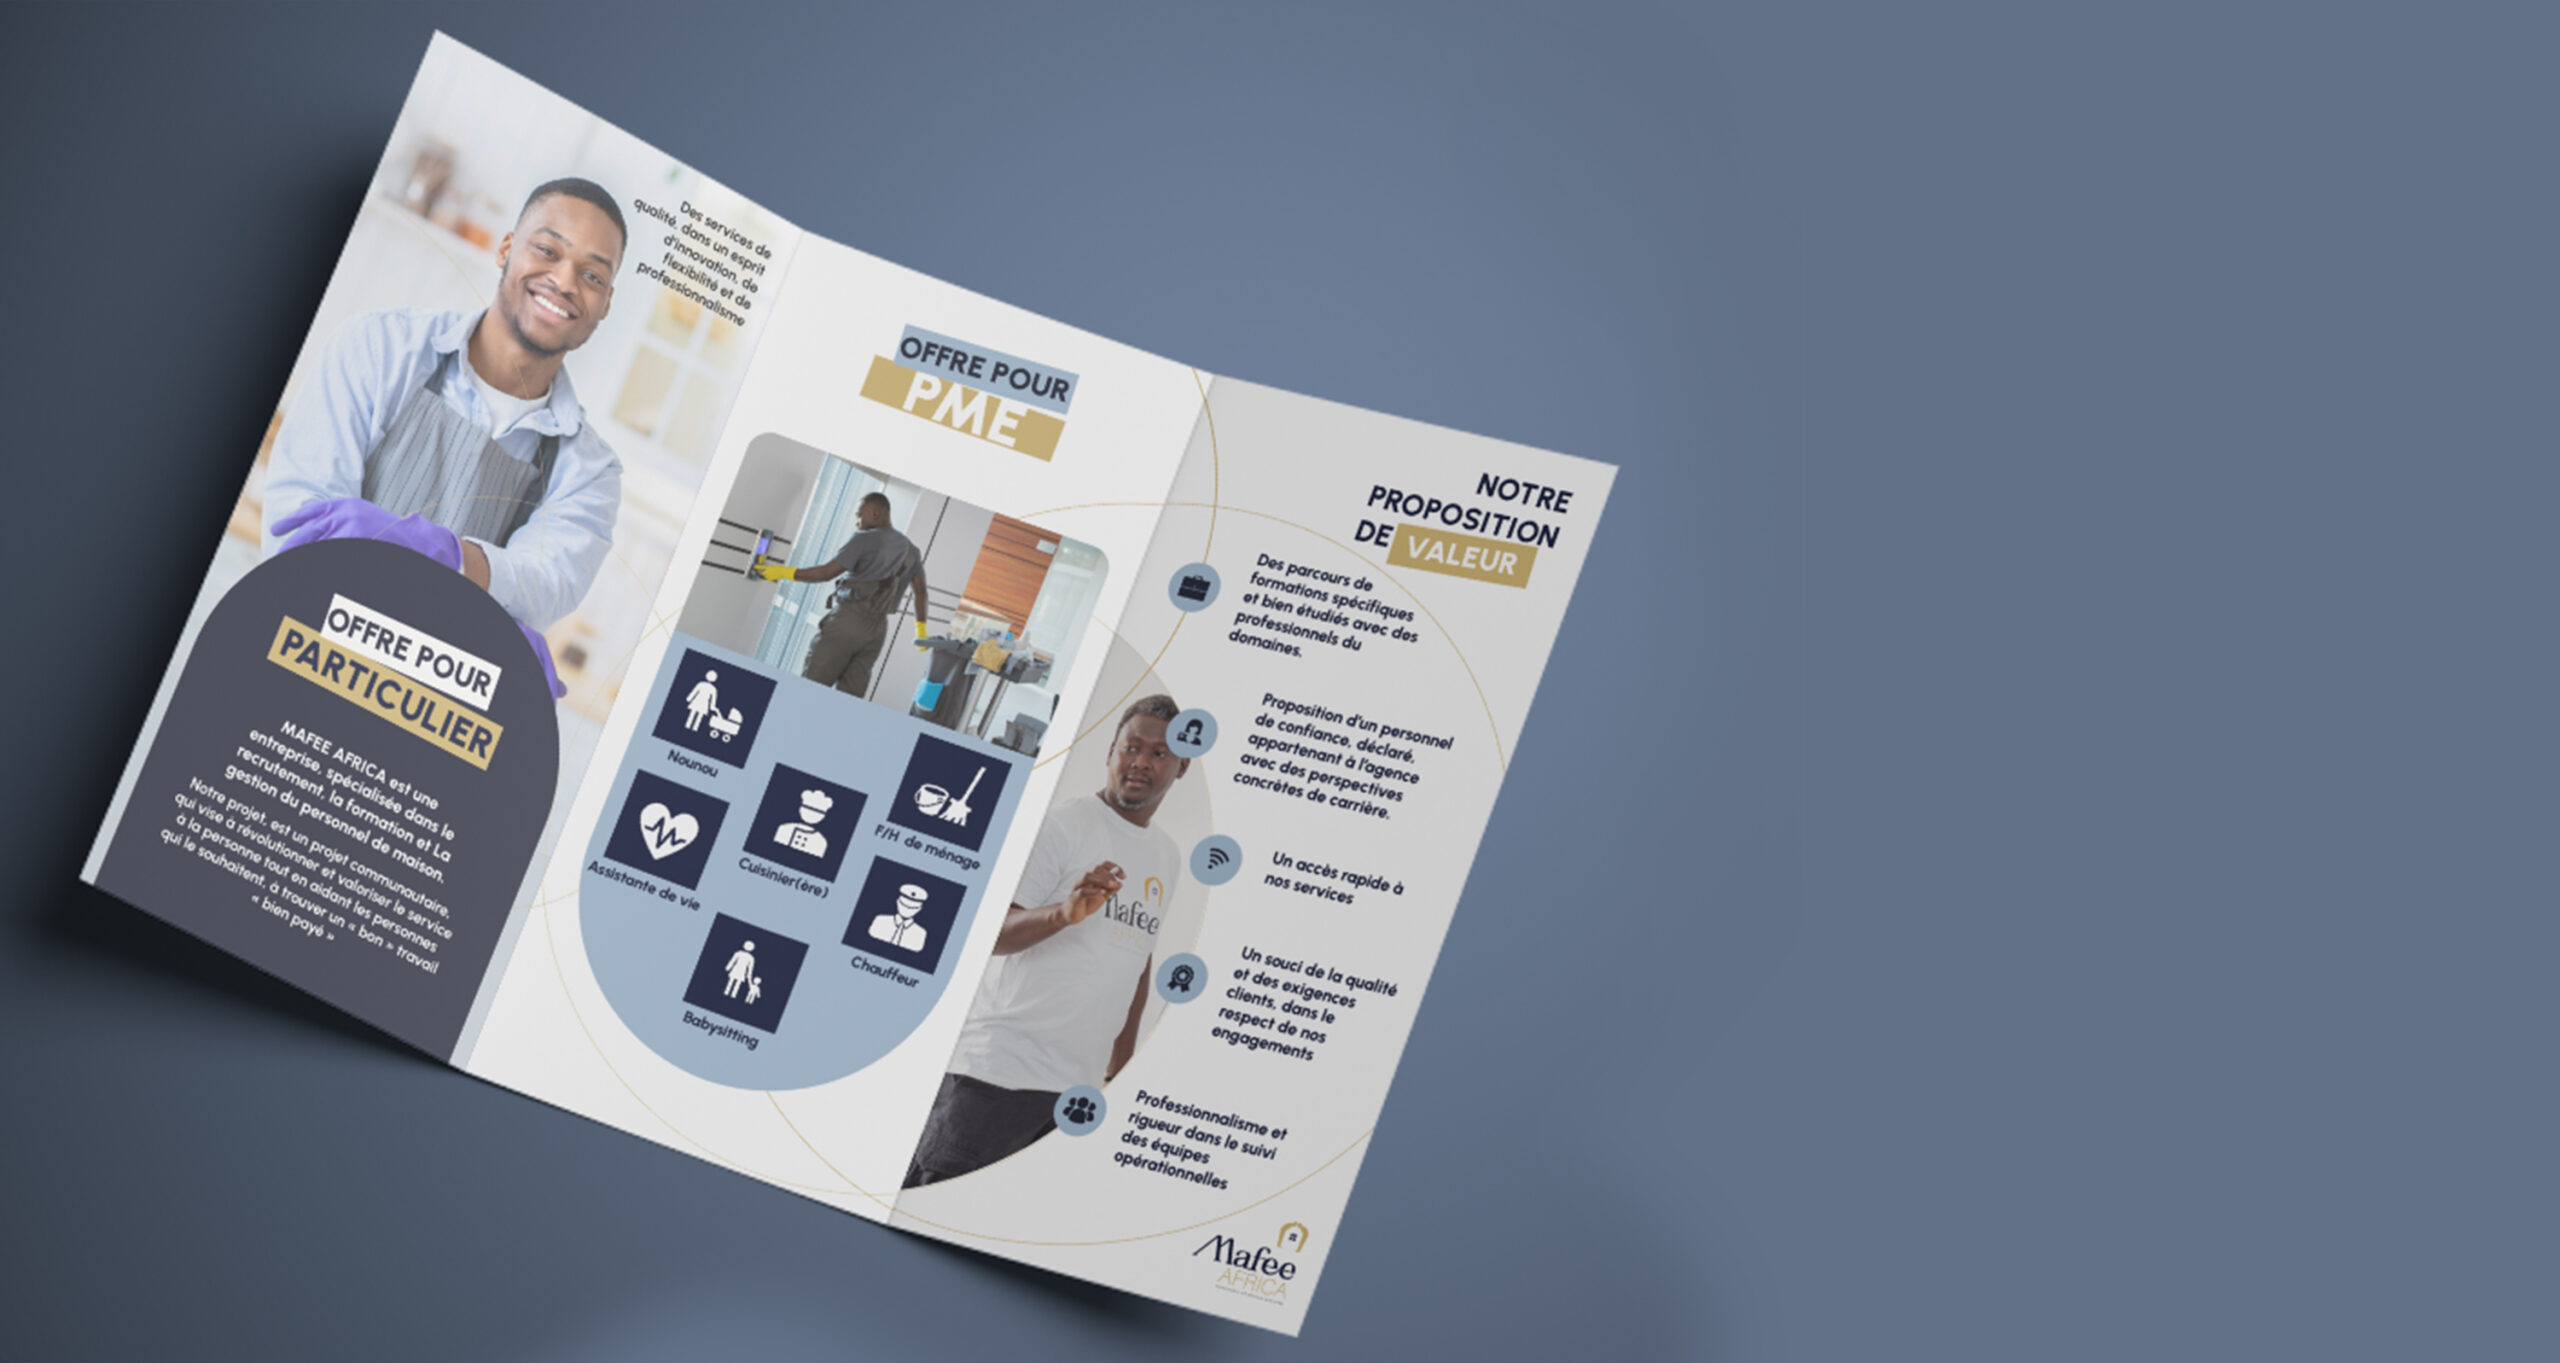 Des services de
qualité, dans un esprit
d'innovation, de
flexibilité et de
professionnalisme
OFFRE POUR
PARTICULIER
MAFEE AFRICA est une
entreprise, spécialisée dans le
recrutement, la formation et La
gestion du personnel de maison.
Notre projet, est un projet communautaire,
qui vise à révolutionner et valoriser le service
à la personne tout en aidant les personnes
qui le souhaitent, à trouver un « bon » travail
« bien payé »
OFFRE POUR
PME
Nounou
F/H de ménage
Assistante de vie
Cuisinier(ère)
Chauffeur
Babysitting
NOTRE
PROPOSITION
DE VALEUR
Des parcours de
formations spécifiques
et bien étudiés avec des
professionnels du
domaines.
Proposition d'un personnel
de confiance, déclaré,
appartenant à l'agence
avec des perspectives
concrètes de carrière.
Un accès rapide à
nos services
Un souci de la qualité
et des exigences
clients, dans le
respect de nos
engagements
Professionnalisme et
rigueur dans le suivi
des équipes
opérationnelles
Mafee
Mafee
AFRICA